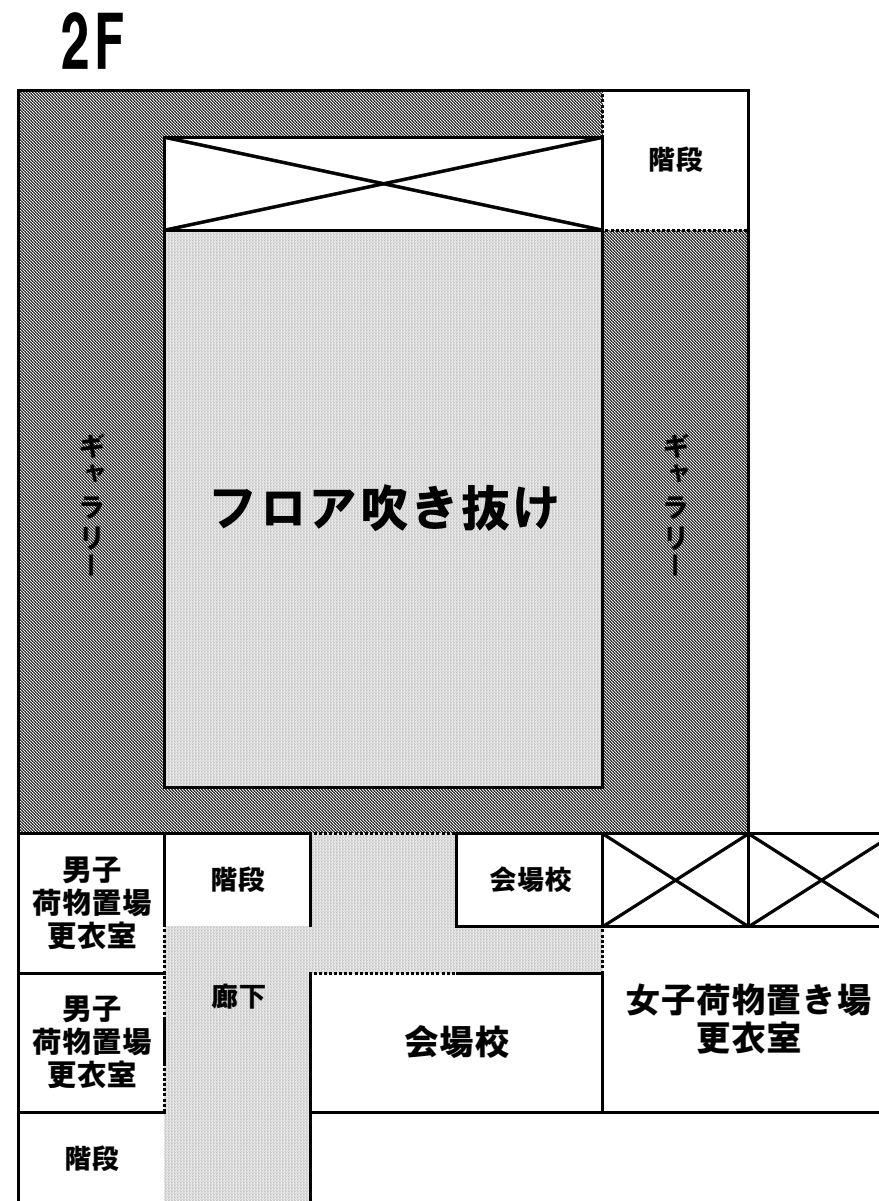 2F
階段
ギャラリー
フロア吹き抜け
ギャラリー
男子
荷物置場
更衣室
階段
会場校
男子
荷物置場
更衣室
廊下
会場校
女子荷物置き場
更衣室
階段